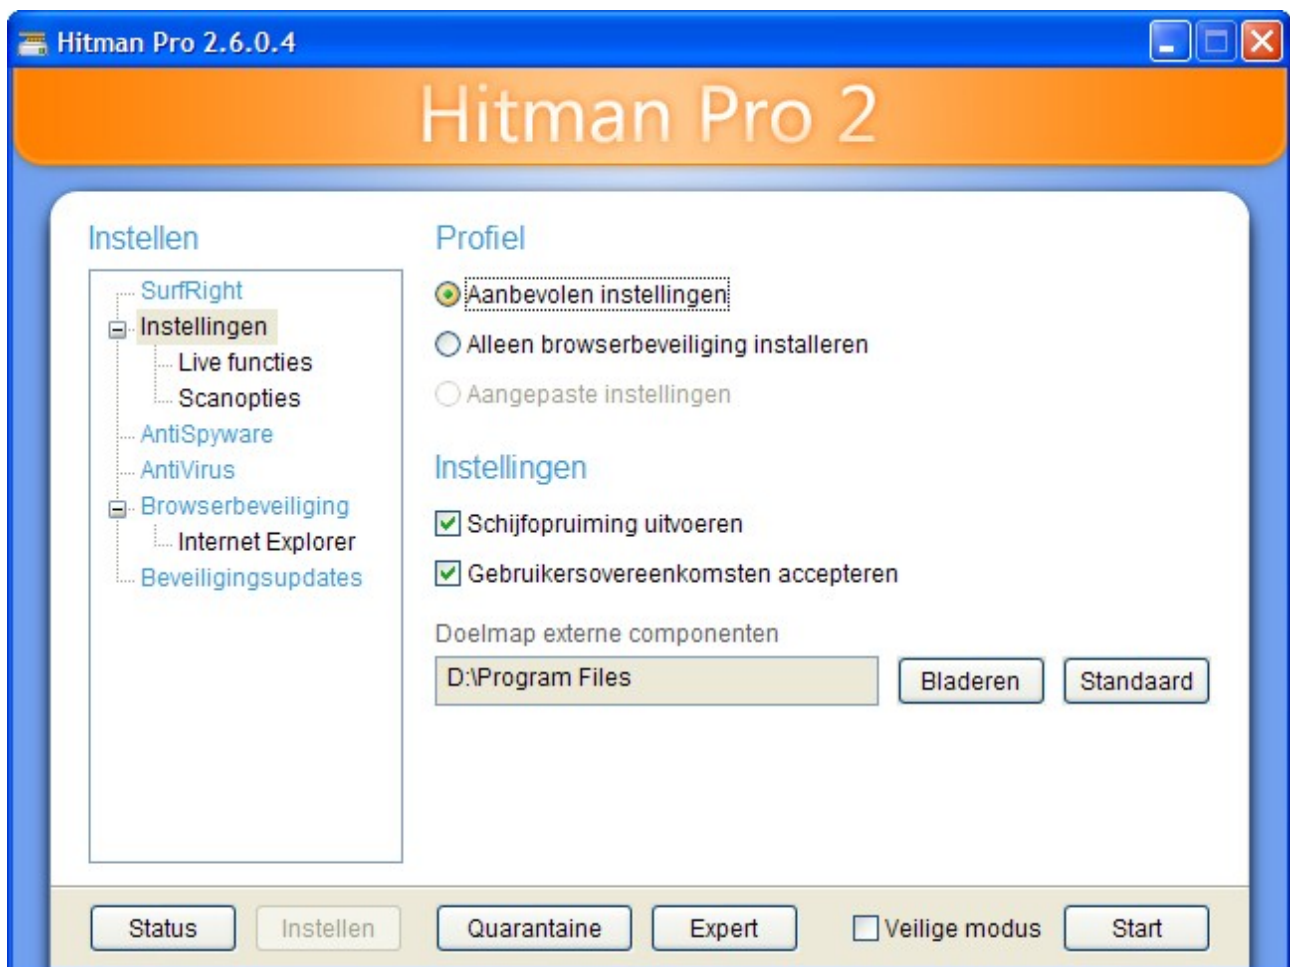 Hitman Pro 2.6.0.4
Hitman Pro 2
Instellen
SurfRight
Instellingen
Live functies
Scanopties
AntiSpyware
AntiVirus
Browserbeveiliging
Internet Explorer
Beveiligingsupdates
Profiel
Aanbevolen instellingen
Alleen browserbeveiliging installeren
Aangepaste instellingen
Instellingen
Schijfopruiming uitvoeren
Gebruikersovereenkomsten accepteren
Doelmap externe componenten
D:\Program Files Bladeren Standaard
Status Instellen Quarantaine Expert Veilige modus Start